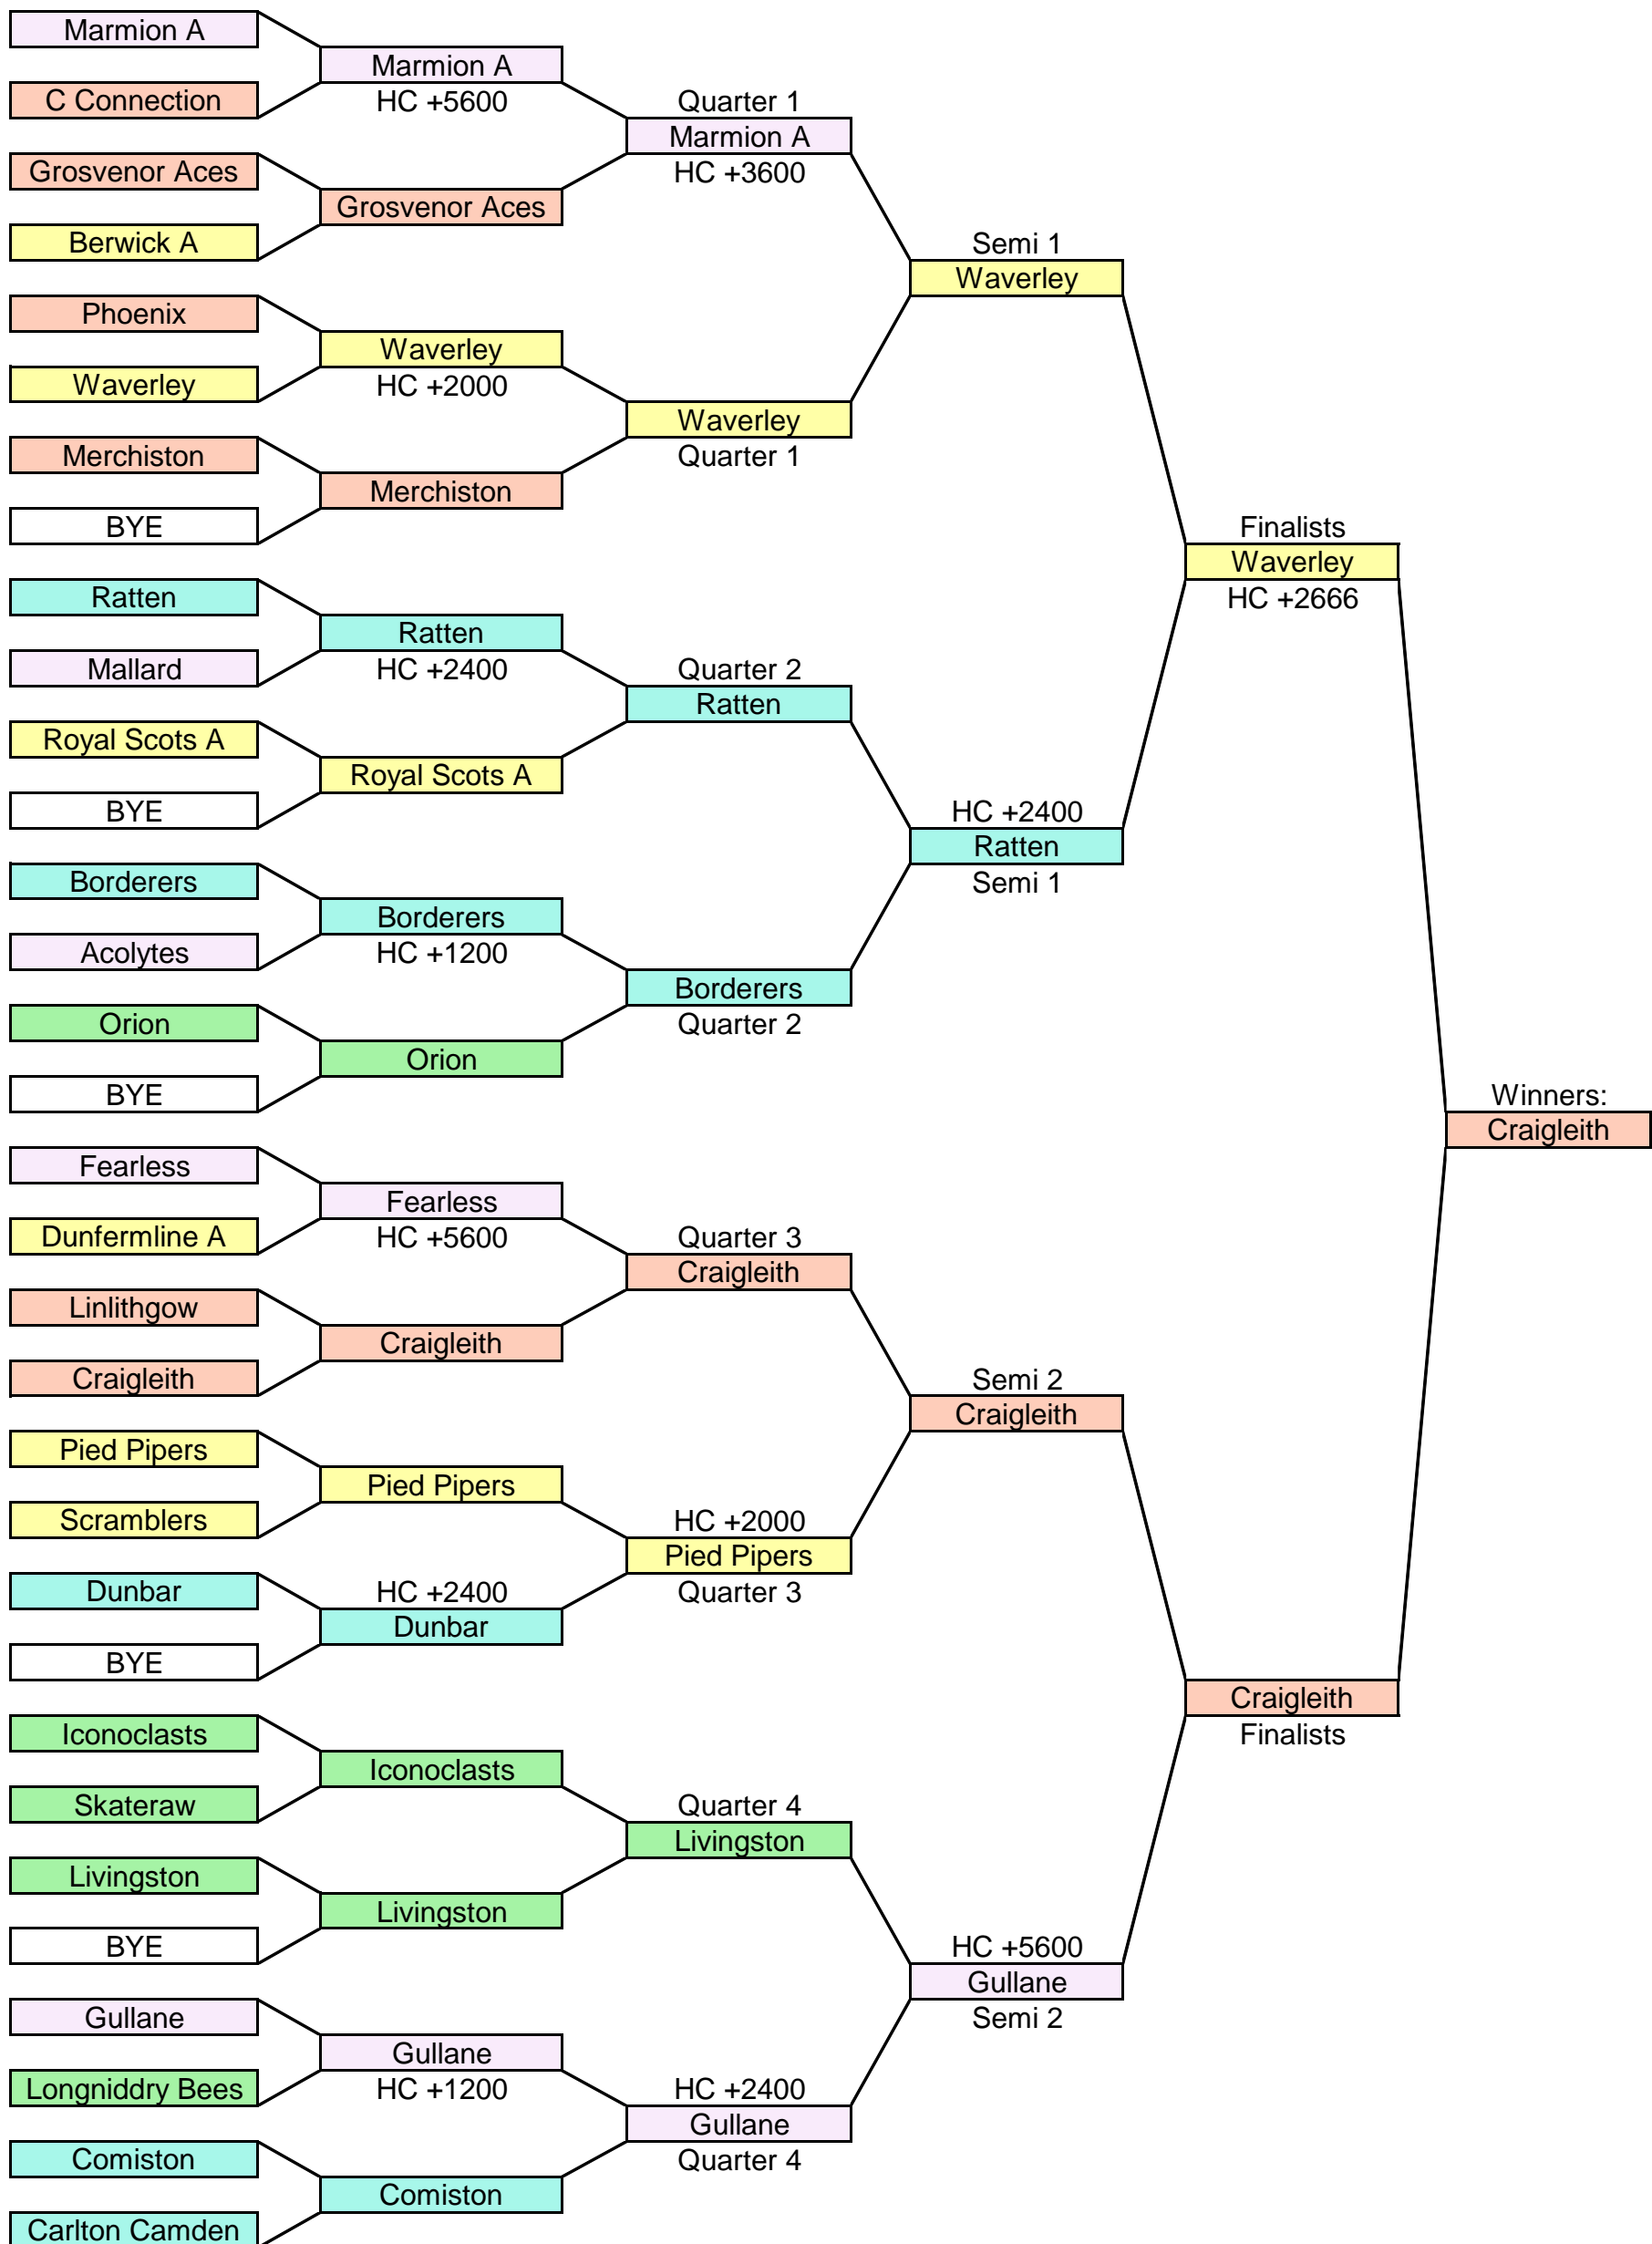 Marmion A
C Connection
Grosvenor Aces
Berwick A
Phoenix
Waverley
Merchiston
BYE
Ratten
Mallard
Royal Scots A
BYE
Borderers
Acolytes
Orion
BYE
Fearless
Dunfermline A
Linlithgow
Craigleith
Pied Pipers
Scramblers
Dunbar
BYE
Iconoclasts
Skateraw
Livingston
BYE
Gullane
Longniddry Bees
Comiston
Carlton Camden
Marmion A
HC +5600
Grosvenor Aces
Waverley
HC +2000
Merchiston
Ratten
HC +2400
Royal Scots A
Borderers
HC +1200
Orion
Fearless
HC +5600
Craigleith
Pied Pipers
HC +2400
Dunbar
Iconoclasts
Livingston
Gullane
HC +1200
Comiston
Quarter 1
Marmion A
HC +3600
Waverley
Quarter 1
Quarter 2
Ratten
Borderers
Quarter 2
Quarter 3
Craigleith
HC +2000
Pied Pipers
Quarter 3
Quarter 4
Livingston
HC +2400
Gullane
Quarter 4
Semi 1
Waverley
HC +2400
Ratten
Semi 1
Semi 2
Craigleith
HC +5600
Gullane
Semi 2
Finalists
Waverley
HC +2666
Craigleith
Finalists
Winners:
Craigleith